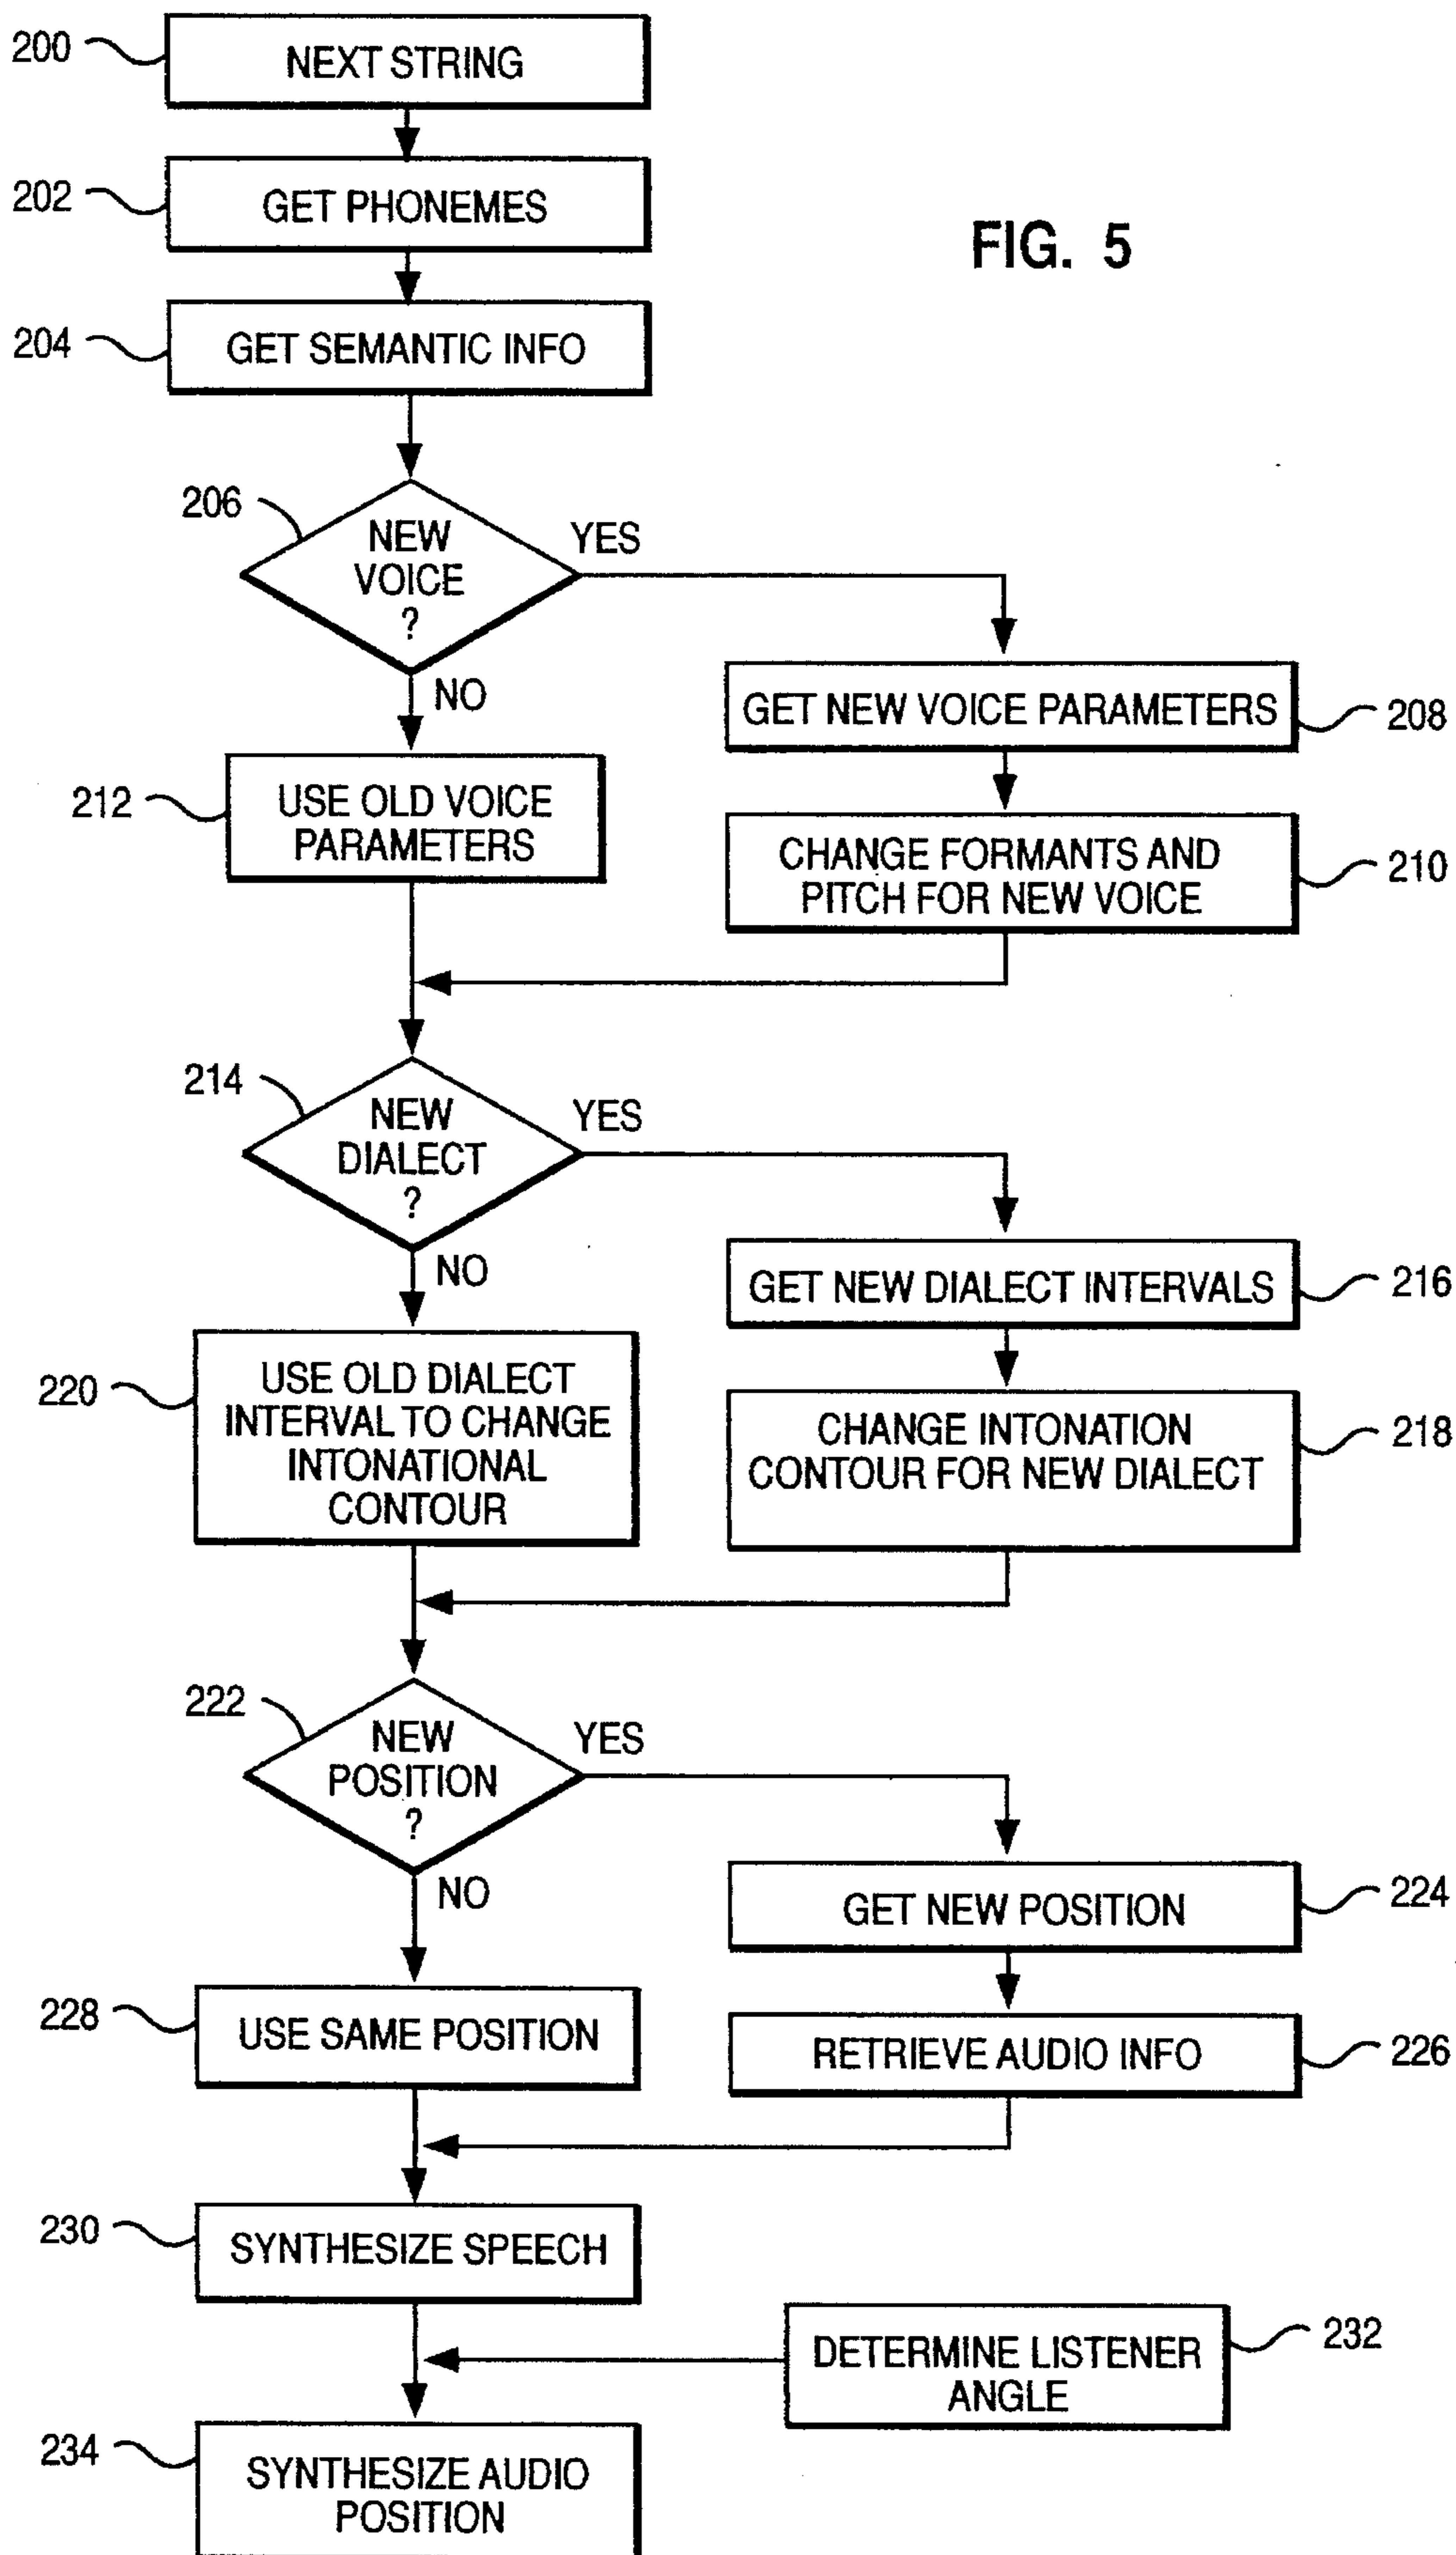 200
NEXT STRING
202
GET PHONEMES
FIG. 5
204
GET SEMANTIC INFO
206
NEW
VOICE
?
YES
NO
GET NEW VOICE PARAMETERS
208
212
USE OLD VOICE
PARAMETERS
CHANGE FORMANTS AND
PITCH FOR NEW VOICE
210
214
NEW
DIALECT
?
YES
NO
GET NEW DIALECT INTERVALS
216
220
USE OLD DIALECT
INTERVAL TO CHANGE
INTONATIONAL
CONTOUR
CHANGE INTONATION
CONTOUR FOR NEW DIALECT
218
222
NEW
POSITION
?
YES
NO
GET NEW POSITION
224
228
USE SAME POSITION
RETRIEVE AUDIO INFO
226
230
SYNTHESIZE SPEECH
DETERMINE LISTENER
ANGLE
232
234
SYNTHESIZE AUDIO
POSITION